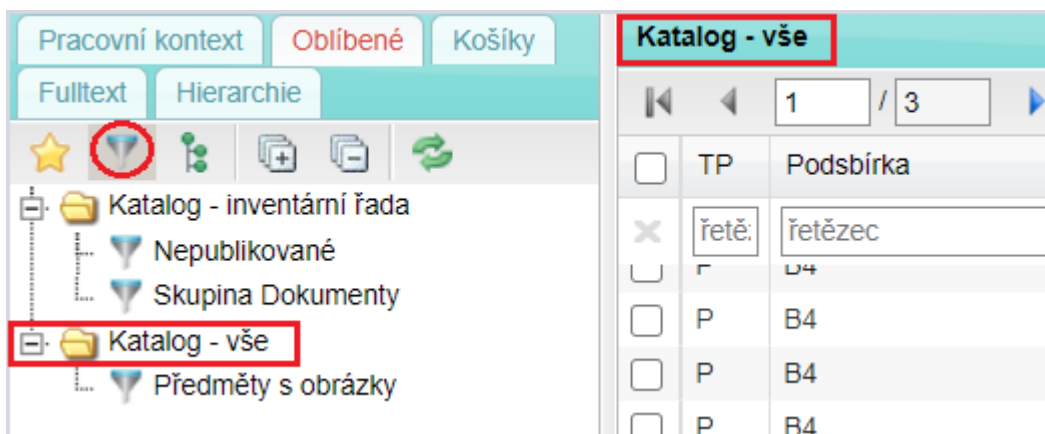 Pracovní kontext Oblíbené Košíky
Fulltext Hierarchie
Katalog - inventární řada
Nepublikované
Skupina Dokumenty
Katalog - vše
Předměty s obrázky
Katalog - vše
1 / 3
TP Podsbírka
řetě: řetězec
P B4
P B4
P B4
P B4